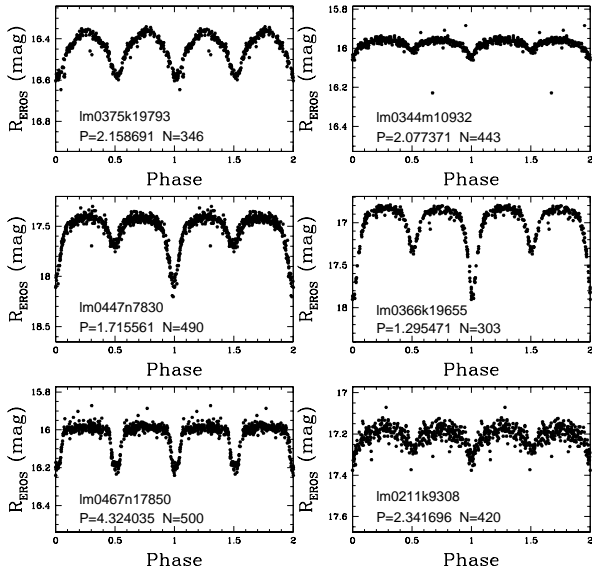 R_EROS (mag)
16.4
16.6
16.8
lm0375k19793
P=2.158691 N=346
0 0.5 1 1.5 2
Phase
R_EROS (mag)
15.8
16
16.2
16.4
lm0344m10932
P=2.077371 N=443
0 0.5 1 1.5 2
Phase
R_EROS (mag)
17.5
18
18.5
lm0447n7830
P=1.715561 N=490
0 0.5 1 1.5 2
Phase
R_EROS (mag)
17
17.5
18
lm0366k19655
P=1.295471 N=303
0 0.5 1 1.5 2
Phase
R_EROS (mag)
15.8
16
16.2
16.4
lm0467n17850
P=4.324035 N=500
0 0.5 1 1.5 2
Phase
R_EROS (mag)
17
17.2
17.4
17.6
lm0211k9308
P=2.341696 N=420
0 0.5 1 1.5 2
Phase